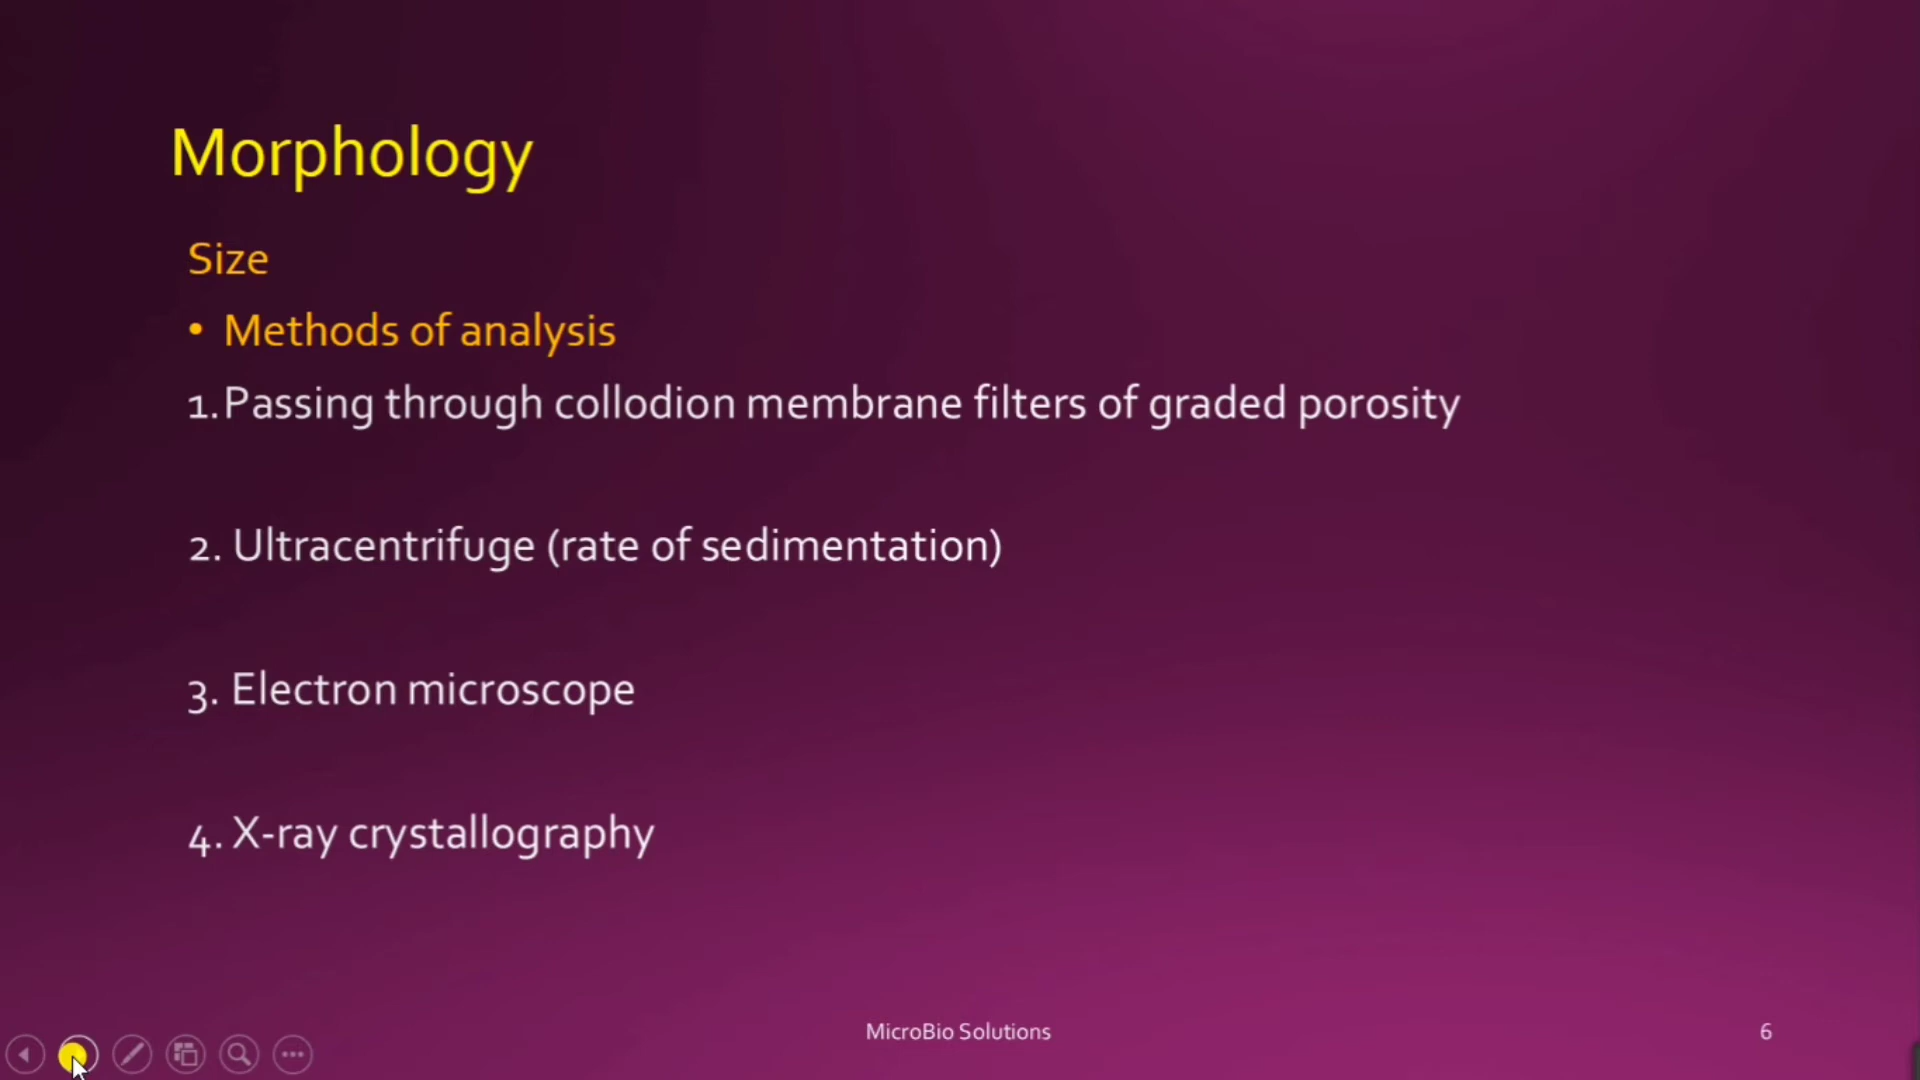 Morphology
Size
• Methods of analysis
1.Passing through collodion membrane filters of graded porosity
2. Ultracentrifuge (rate of sedimentation)
3. Electron microscope
4. X-ray crystallography
MicroBio Solutions
6